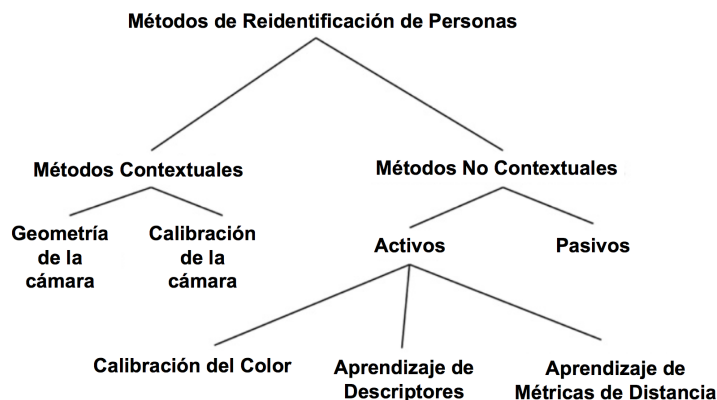 Métodos de Reidentificación de Personas
Métodos Contextuales
Métodos No Contextuales
Geometría
de la
cámara
Calibración
de la
cámara
Activos
Pasivos
Calibración del Color
Aprendizaje de
Descriptores
Aprendizaje de
Métricas de Distancia